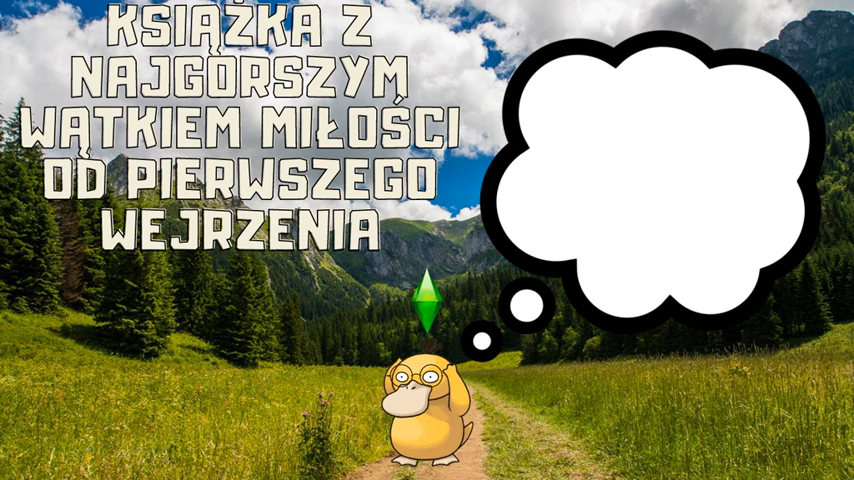 KSIĄŻKA Z
NAJGORSZYM
WĄTKIEM MIŁOŚCI
OD PIERWSZEGO
WEJRZENIA